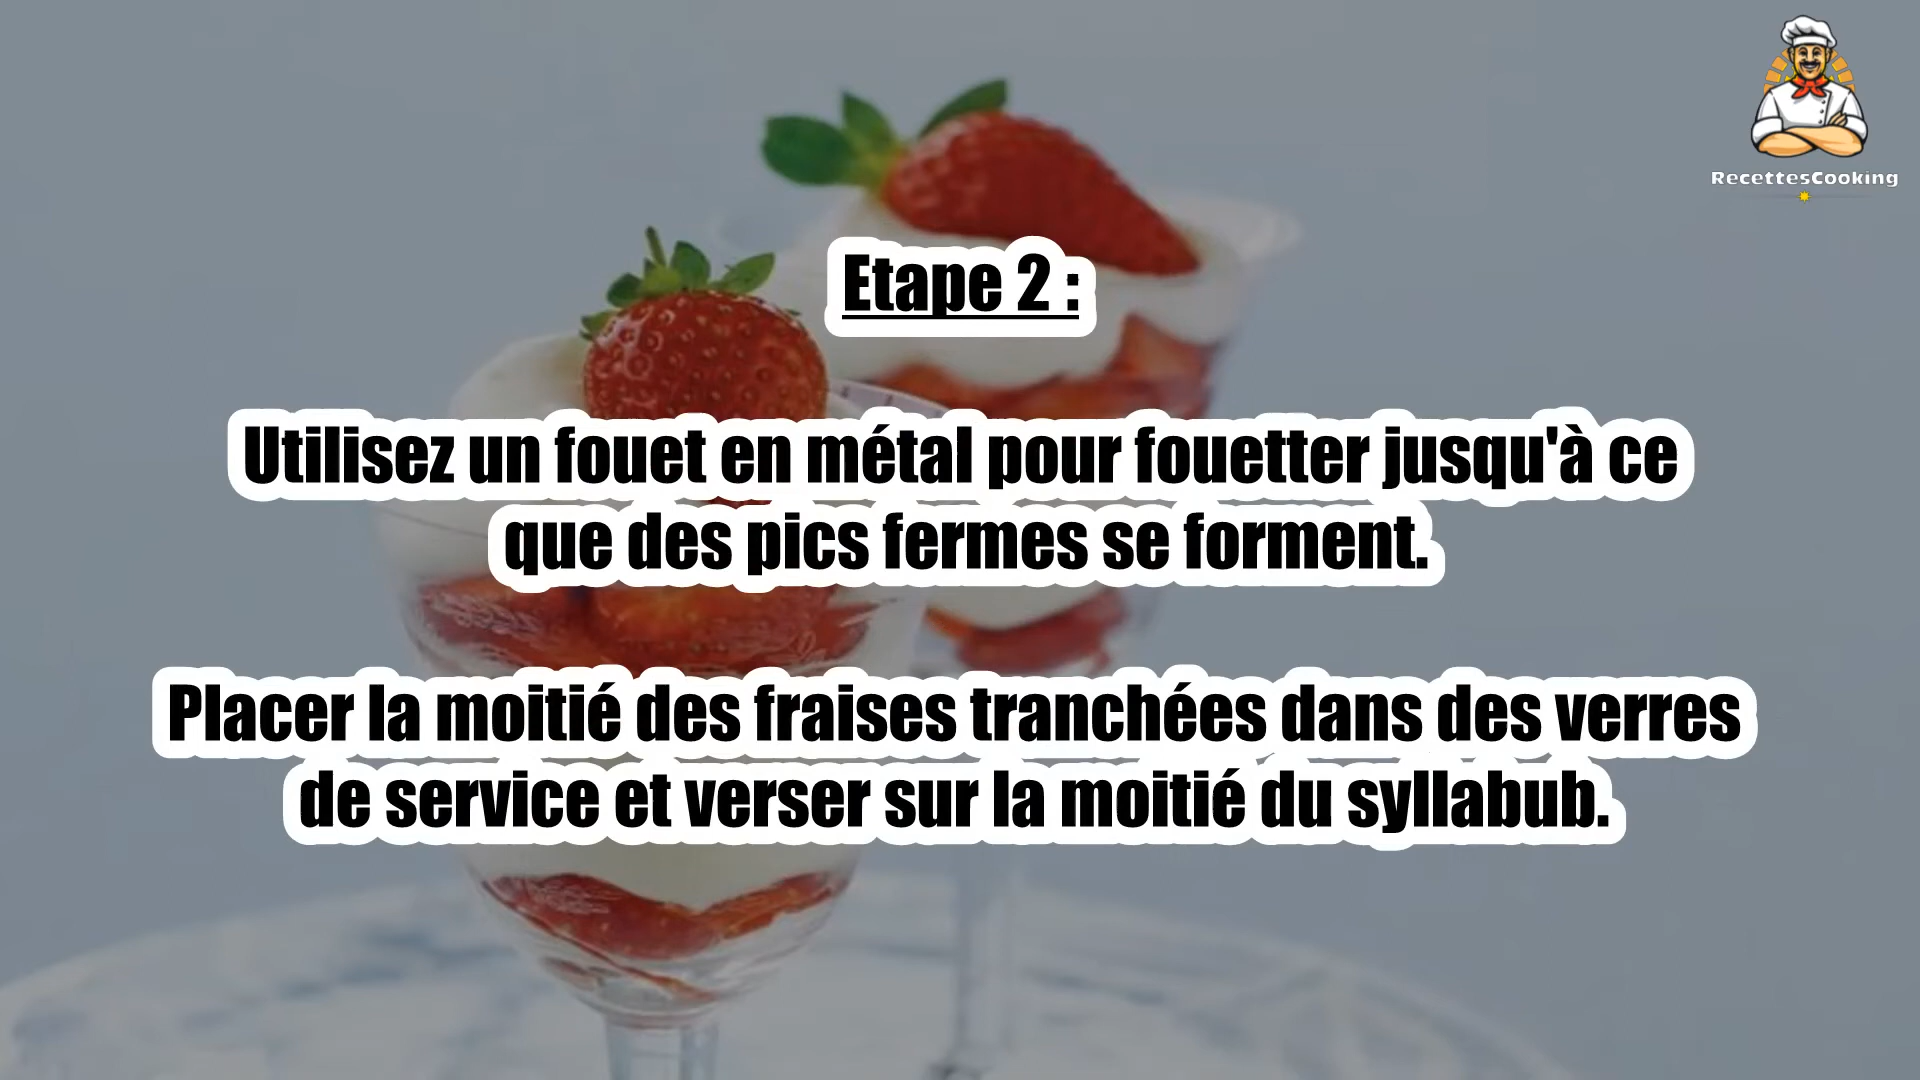 RecettesCooking
Etape 2 :
Utilisez un fouet en métal pour fouetter jusqu'à ce
que des pics fermes se forment.
Placer la moitié des fraises tranchées dans des verres
de service et verser sur la moitié du syllabub.